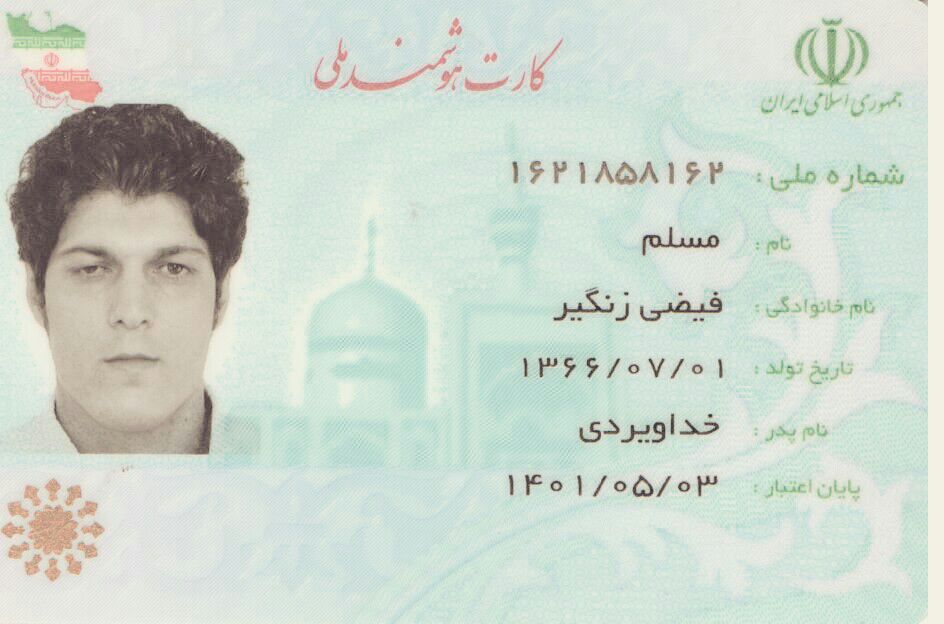 کارت هوشمند ملی
جمهوری اسلامی ایران
شماره ملی : ۱۶۲۱۸۵۸۱۶۲
نام : مسلم
نام خانوادگی : فیضی زنگیر
تاریخ تولد : ۱۳۶۶/۰۷/۰۱
نام پدر : خداویردی
پایان اعتبار : ۱۴۰۱/۰۵/۰۳